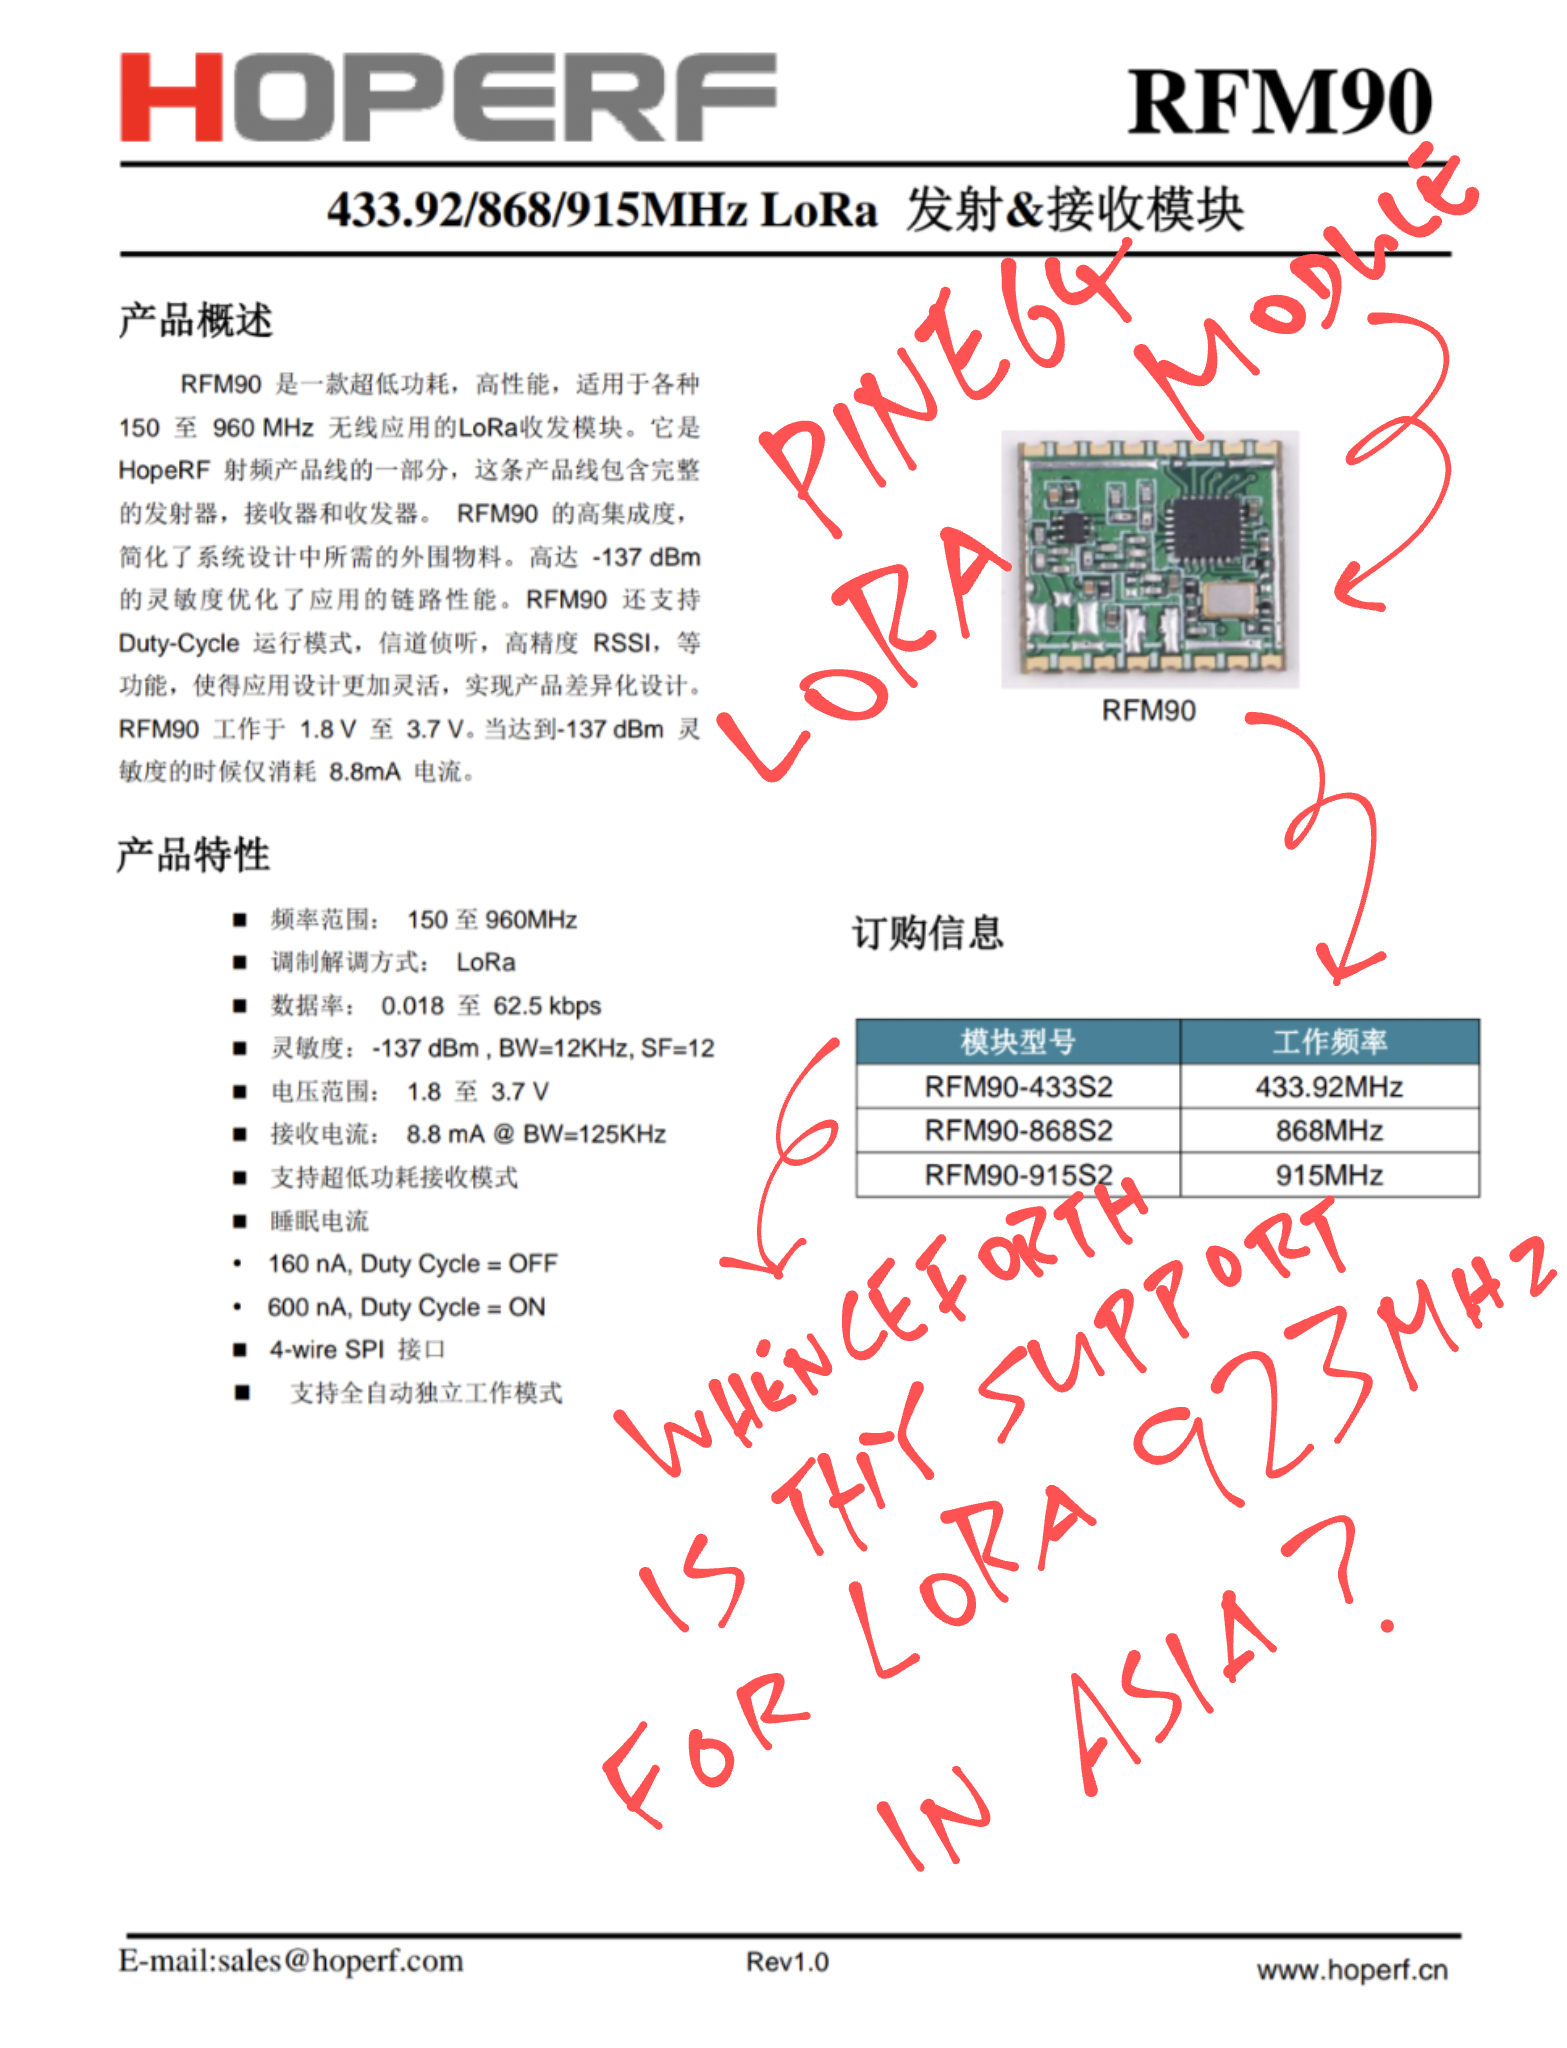 HOPERF
RFM90
433.92/868/915MHz LoRa 发射&接收模块
产品概述
RFM90 是一款超低功耗，高性能，适用于各种
150 至 960 MHz 无线应用的LoRa收发模块。它是
HopeRF 射频产品线的一部分，这条产品线包含完整
的发射器，接收器和收发器。 RFM90 的高集成度，
简化了系统设计中所需的外围物料。高达 -137 dBm
的灵敏度优化了应用的链路性能。RFM90 还支持
Duty-Cycle 运行模式，信道侦听，高精度 RSSI，等
功能，使得应用设计更加灵活，实现产品差异化设计。
RFM90 工作于 1.8 V 至 3.7 V。当达到-137 dBm 灵
敏度的时候仅消耗 8.8mA 电流。
PINE64
LORA MODULE
RFM90
产品特性
■ 频率范围： 150 至 960MHz
■ 调制解调方式： LoRa
■ 数据率： 0.018 至 62.5 kbps
■ 灵敏度：-137 dBm , BW=12KHz, SF=12
■ 电压范围： 1.8 至 3.7 V
■ 接收电流： 8.8 mA @ BW=125KHz
■ 支持超低功耗接收模式
■ 睡眠电流
• 160 nA, Duty Cycle = OFF
• 600 nA, Duty Cycle = ON
■ 4-wire SPI 接口
■ 支持全自动独立工作模式
订购信息
模块型号 工作频率
RFM90-433S2 433.92MHz
RFM90-868S2 868MHz
RFM90-915S2 915MHz
WHENCEFORTH
IS THY SUPPORT
FOR LORA 923MHZ
IN ASIA?
E-mail:sales@hoperf.com Rev1.0 www.hoperf.cn